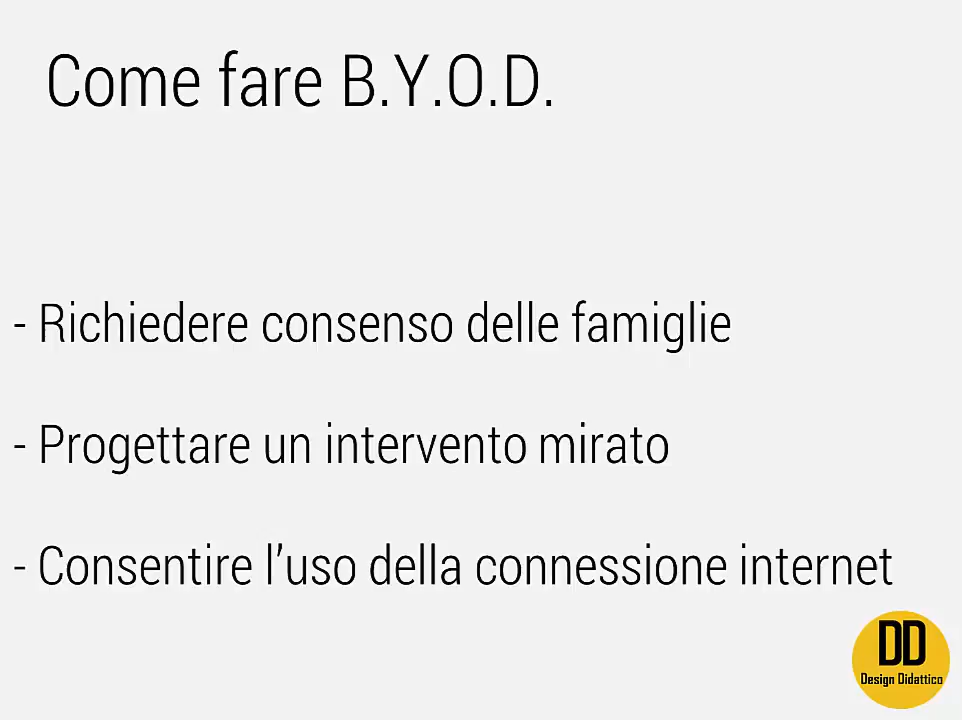 Come fare B.Y.O.D.
- Richiedere consenso delle famiglie
- Progettare un intervento mirato
- Consentire l'uso della connessione internet
DD
Design Didattico